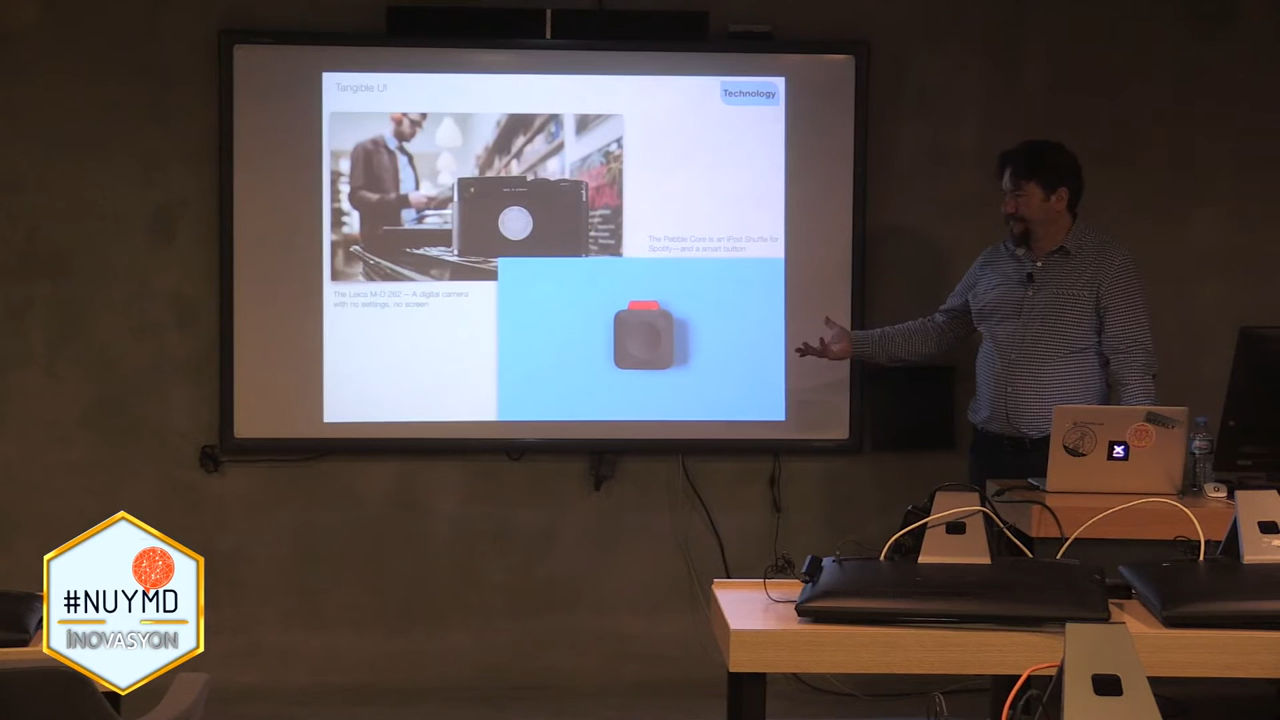 Tangible UI
Technology
The Pebble Core is an iPod Shuffle for
Spotify—and a smart button
The Leica M-D 262 — A digital camera
with no settings, no screen
WEEKLY
#NUYMD
İNOVASYON